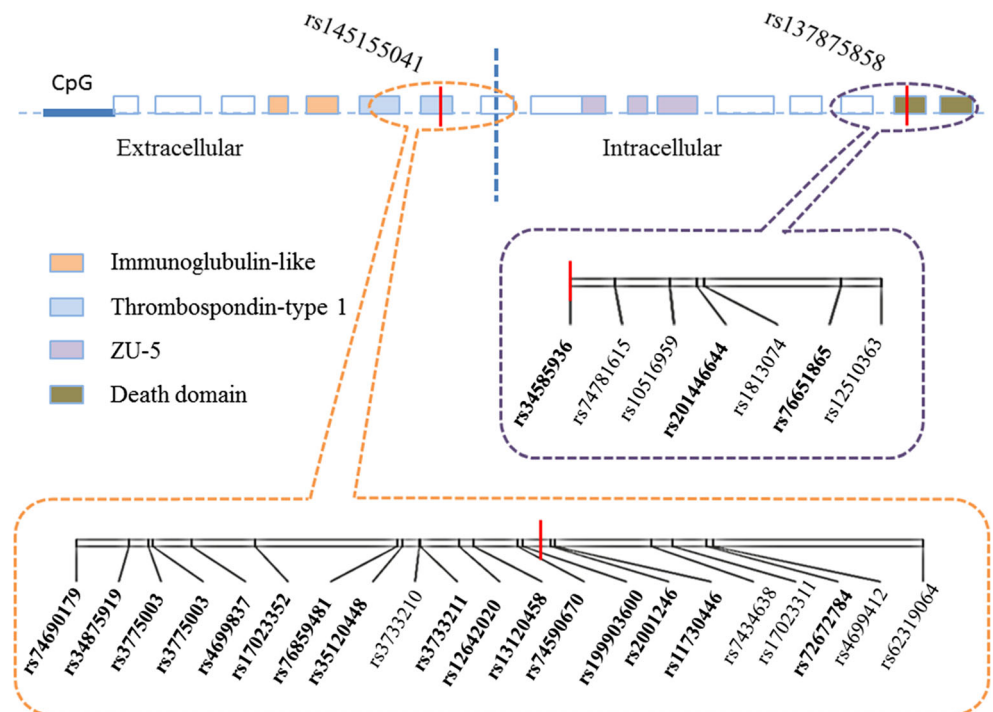 rs145155041
rs137875858
CpG
Extracellular
Intracellular
Immunoglubulin-like
Thrombospondin-type 1
ZU-5
Death domain
rs34585936
rs74781615
rs10516959
rs201446644
rs1813074
rs76651865
rs12510363
rs74690179
rs34875919
rs3775003
rs3775003
rs4699837
rs17023352
rs76859481
rs35120448
rs3733210
rs3733211
rs12642020
rs13120458
rs74590670
rs199903600
rs2001246
rs11730446
rs7434638
rs17023311
rs72672784
rs4699412
rs62319064